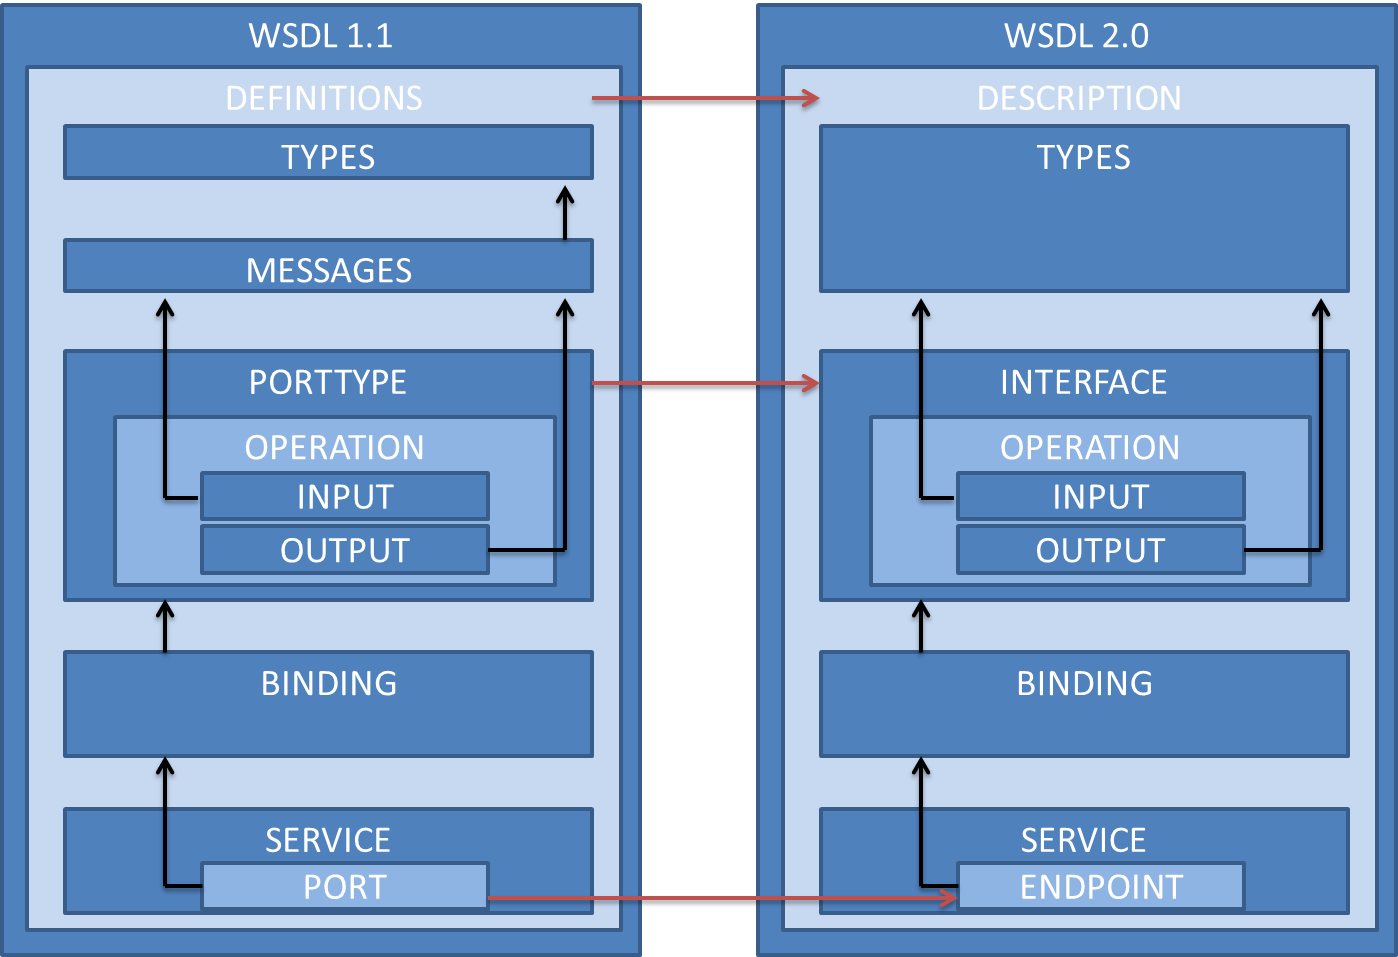 WSDL 1.1
DEFINITIONS
TYPES
MESSAGES
PORTTYPE
OPERATION
INPUT
OUTPUT
BINDING
SERVICE
PORT
WSDL 2.0
DESCRIPTION
TYPES
INTERFACE
OPERATION
INPUT
OUTPUT
BINDING
SERVICE
ENDPOINT